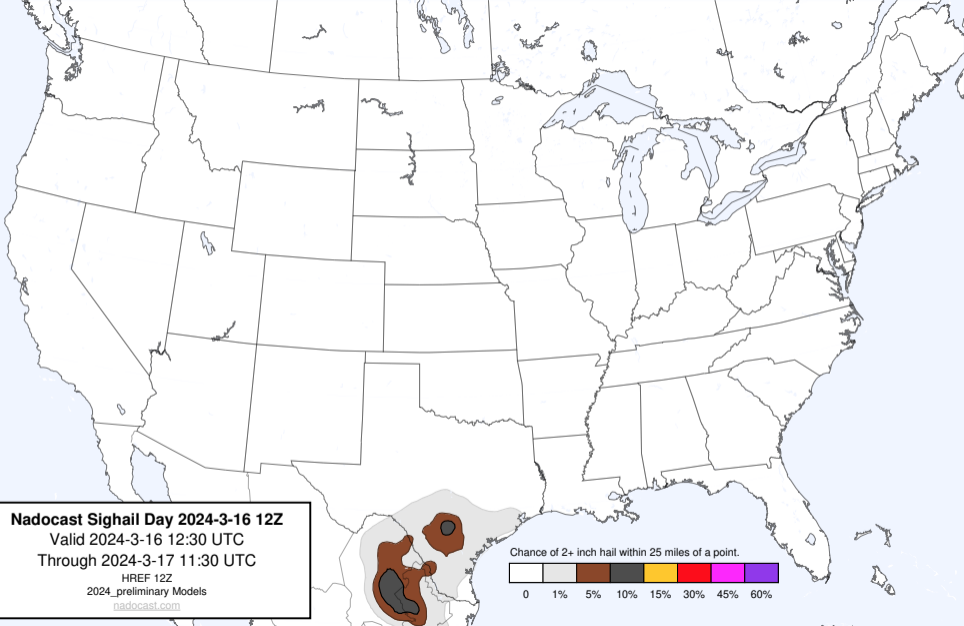 Nadocast Sighail Day 2024-3-16 12Z
Valid 2024-3-16 12:30 UTC
Through 2024-3-17 11:30 UTC
HREF 12Z
2024_preliminary Models
nadocast.com
Chance of 2+ inch hail within 25 miles of a point.
0 1% 5% 10% 15% 30% 45% 60%